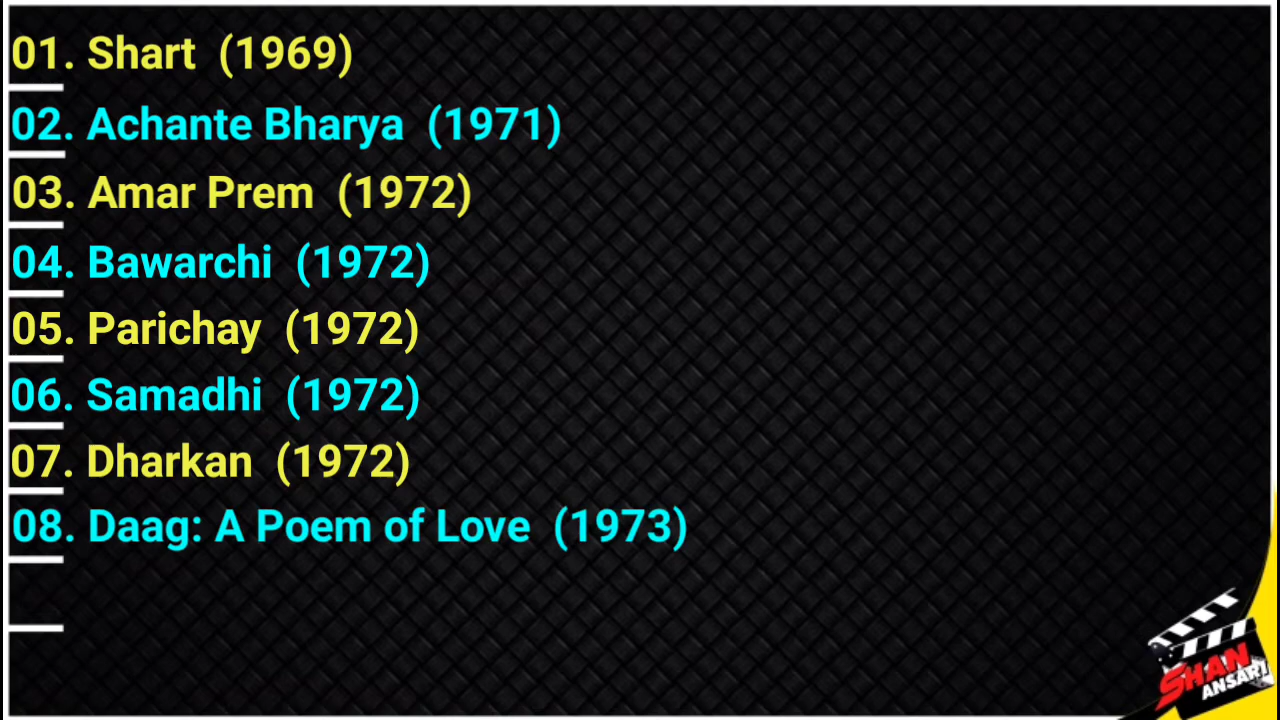 01. Shart (1969)
02. Achante Bharya (1971)
03. Amar Prem (1972)
04. Bawarchi (1972)
05. Parichay (1972)
06. Samadhi (1972)
07. Dharkan (1972)
08. Daag: A Poem of Love (1973)
SHAN
ANSARI